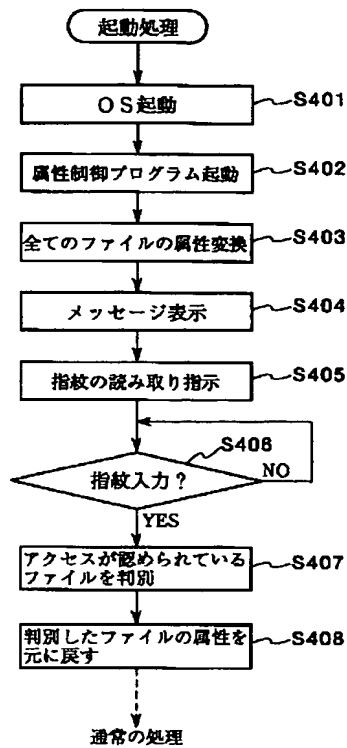 起動処理
OS起動
S401
属性制御プログラム起動
S402
全てのファイルの属性変換
S403
メッセージ表示
S404
指紋の読み取り指示
S405
S406
指紋入力?
NO
YES
アクセスが認められている
ファイルを判別
S407
判別したファイルの属性を
元に戻す
S408
通常の処理